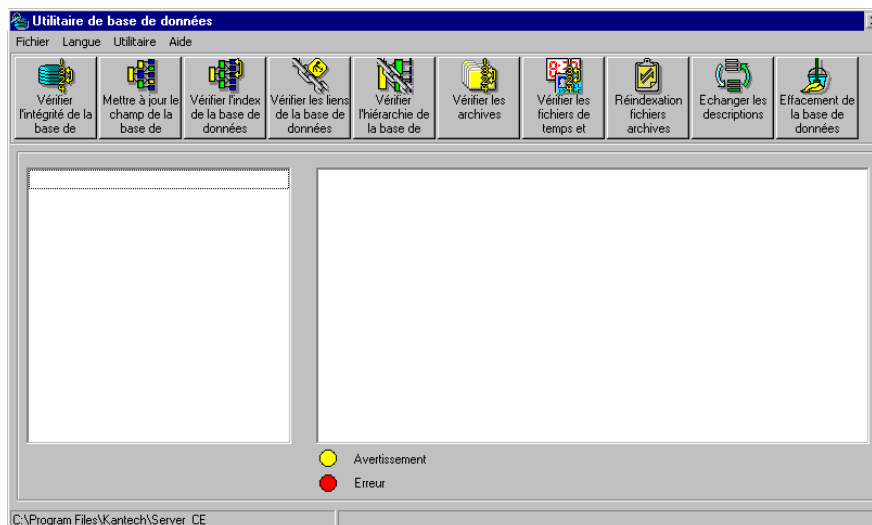 Utilitaire de base de données
Fichier Langue Utilitaire Aide
Vérifier
l'intégrité de la
base de
Mettre à jour le
champ de la
base de
Vérifier l'index
de la base de
données
Vérifier les liens
de la base de
données
Vérifier
l'hiérarchie de
la base de
Vérifier les
archives
Vérifier les
fichiers de
temps et
Réindexation
fichiers
archives
Echanger les
descriptions
Effacement de
la base de
données
Avertissement
Erreur
C:\Program Files\Kantech\Server_CE